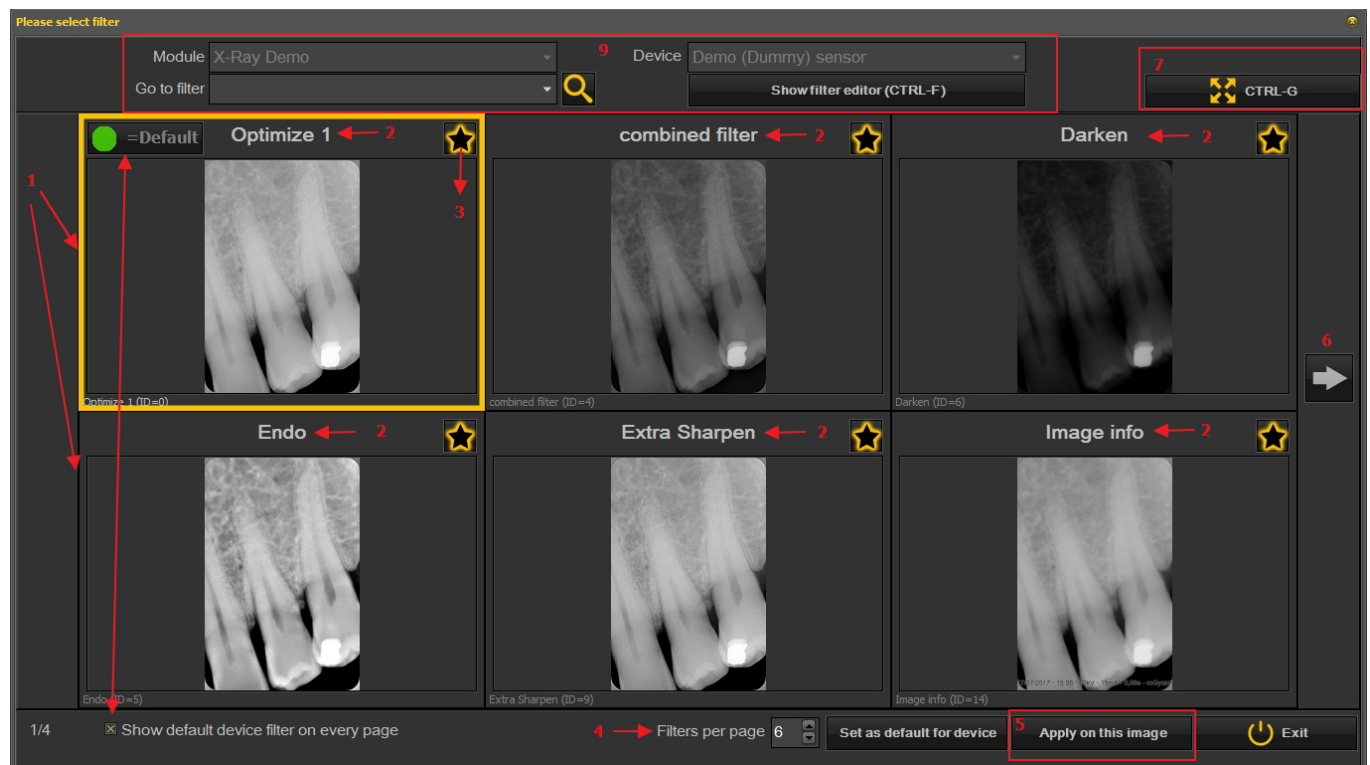 Please select filter
Module X-Ray Demo
9
Device Demo (Dummy) sensor
7
Go to filter
Show filter editor (CTRL-F)
CTRL-G
=Default Optimize 1 2
combined filter 2
Darken 2
1
3
Optimize 1 (ID=0)
combined filter (ID=4)
Darken (ID=6)
6
Endo 2
Extra Sharpen 2
Image info 2
Endo (ID=5)
Extra Sharpen (ID=9)
Image info (ID=14)
1/4
Show default device filter on every page
4
Filters per page 6
Set as default for device
5
Apply on this image
Exit